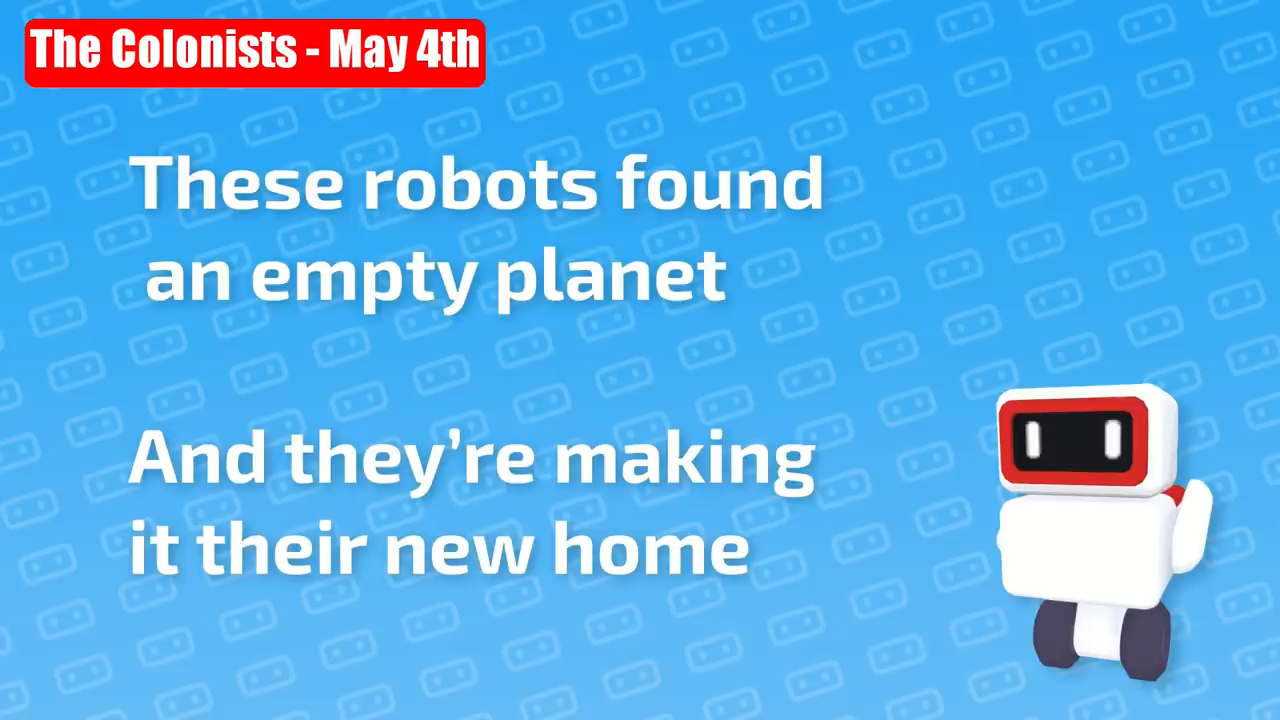 The Colonists - May 4th
These robots found
an empty planet
And they’re making
it their new home